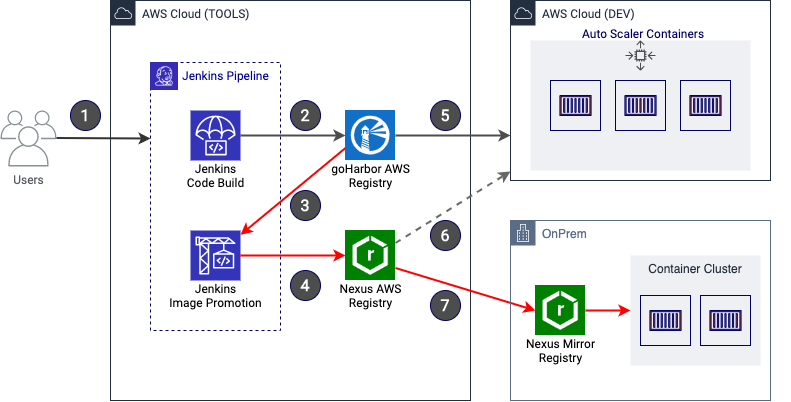 AWS Cloud (TOOLS)
AWS Cloud (DEV)
Auto Scaler Containers
Jenkins Pipeline
1
2
5
Users
Jenkins
Code Build
goHarbor AWS
Registry
3
6
OnPrem
Jenkins
Image Promotion
4
r
Nexus AWS
Registry
7
Container Cluster
r
Nexus Mirror
Registry